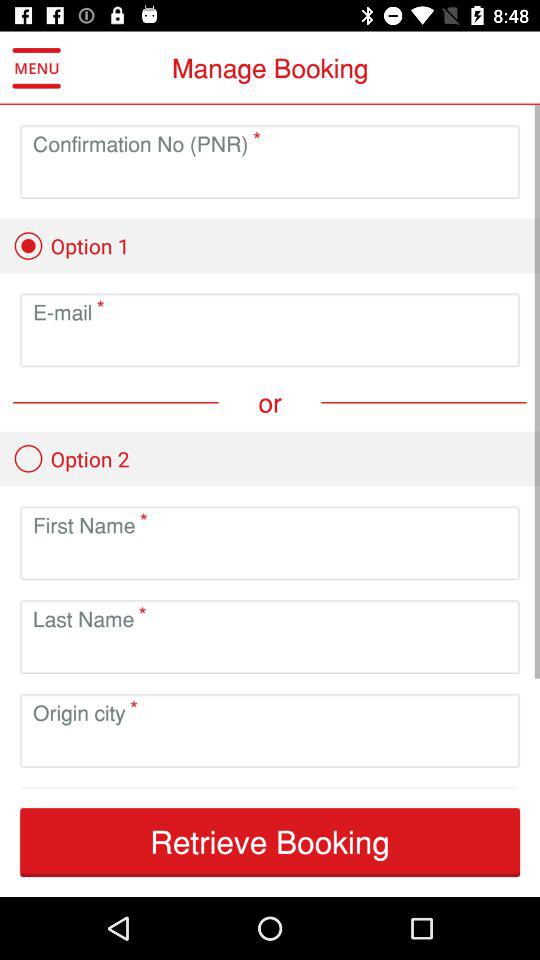 8:48
MENU
Manage Booking
Confirmation No (PNR) *
Option 1
E-mail *
or
Option 2
First Name *
Last Name *
Origin city *
Retrieve Booking